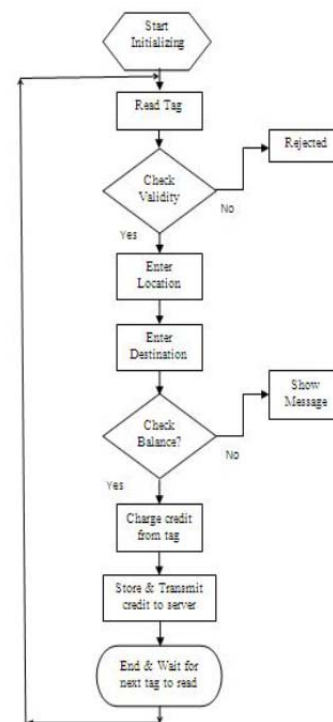 Start
Initializing
Read Tag
Rejected
Check
Validity
No
Yes
Enter
Location
Enter
Destination
Show
Message
Check
Balance?
No
Yes
Charge credit
from tag
Store & Transmit
credit to server
End & Wait for
next tag to read